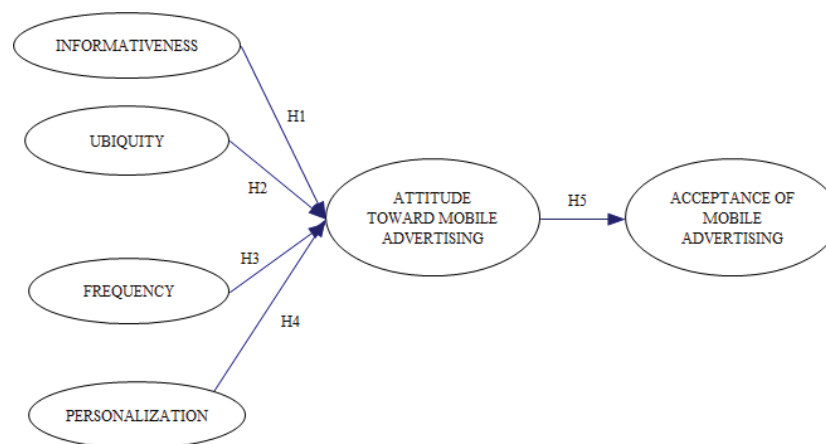 INFORMATIVENESS
H1
UBIQUITY
H2
ATTITUDE
TOWARD MOBILE
ADVERTISING
H5
ACCEPTANCE OF
MOBILE
ADVERTISING
H3
FREQUENCY
H4
PERSONALIZATION